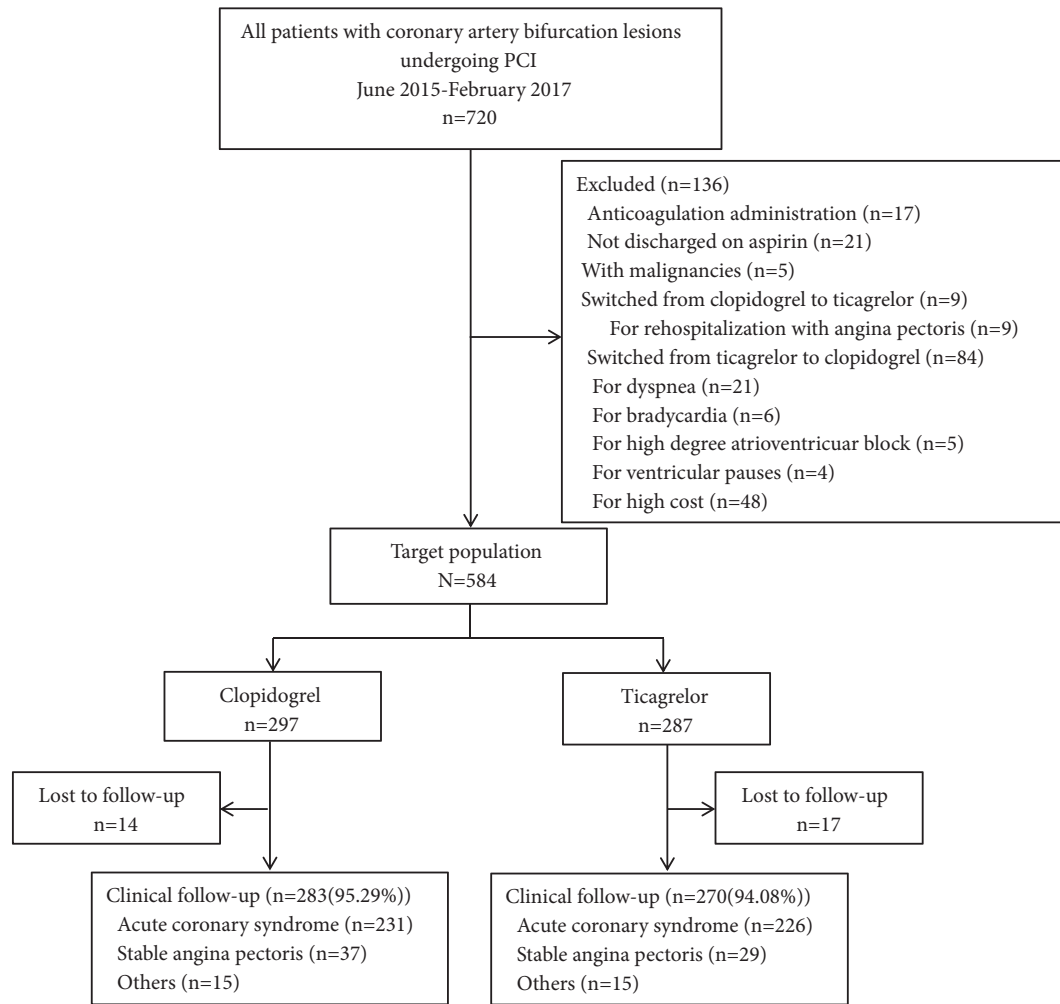 All patients with coronary artery bifurcation lesions
undergoing PCI
June 2015-February 2017
n=720
Excluded (n=136)
Anticoagulation administration (n=17)
Not discharged on aspirin (n=21)
With malignancies (n=5)
Switched from clopidogrel to ticagrelor (n=9)
For rehospitalization with angina pectoris (n=9)
Switched from ticagrelor to clopidogrel (n=84)
For dyspnea (n=21)
For bradycardia (n=6)
For high degree atrioventricuar block (n=5)
For ventricular pauses (n=4)
For high cost (n=48)
Target population
N=584
Clopidogrel
n=297
Ticagrelor
n=287
Lost to follow-up
n=14
Lost to follow-up
n=17
Clinical follow-up (n=283(95.29%))
Acute coronary syndrome (n=231)
Stable angina pectoris (n=37)
Others (n=15)
Clinical follow-up (n=270(94.08%))
Acute coronary syndrome (n=226)
Stable angina pectoris (n=29)
Others (n=15)